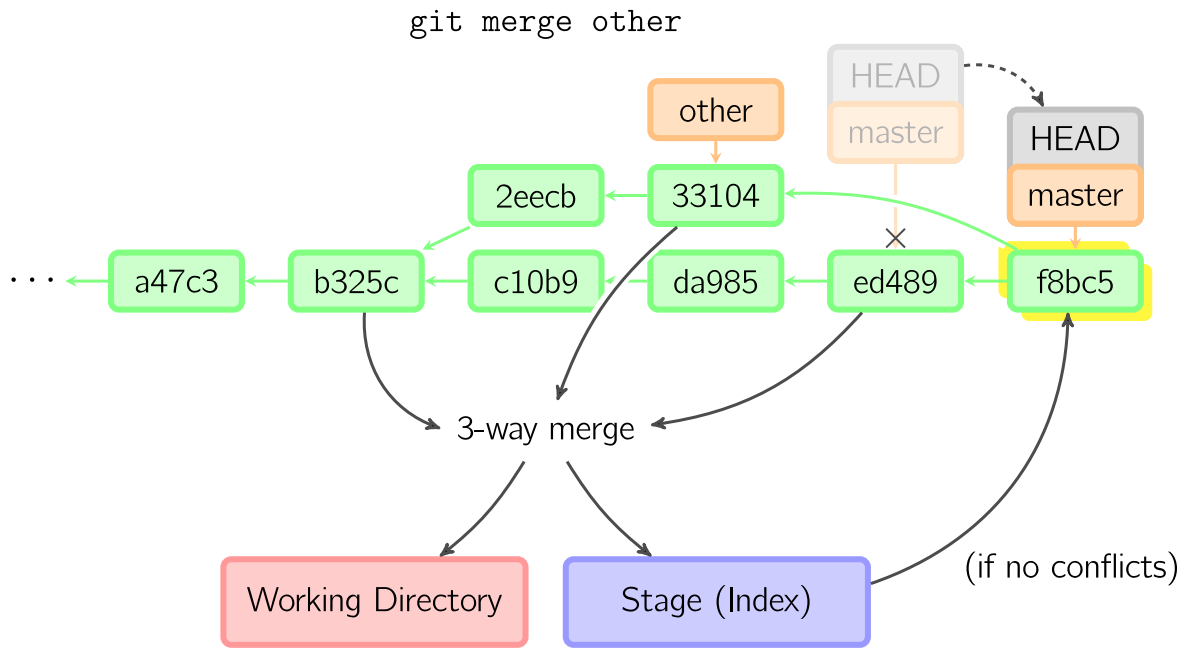 git merge other
HEAD
master
other
HEAD
master
2eecb
33104
... a47c3 b325c c10b9 da985 ed489 f8bc5
3-way merge
(if no conflicts)
Working Directory
Stage (Index)